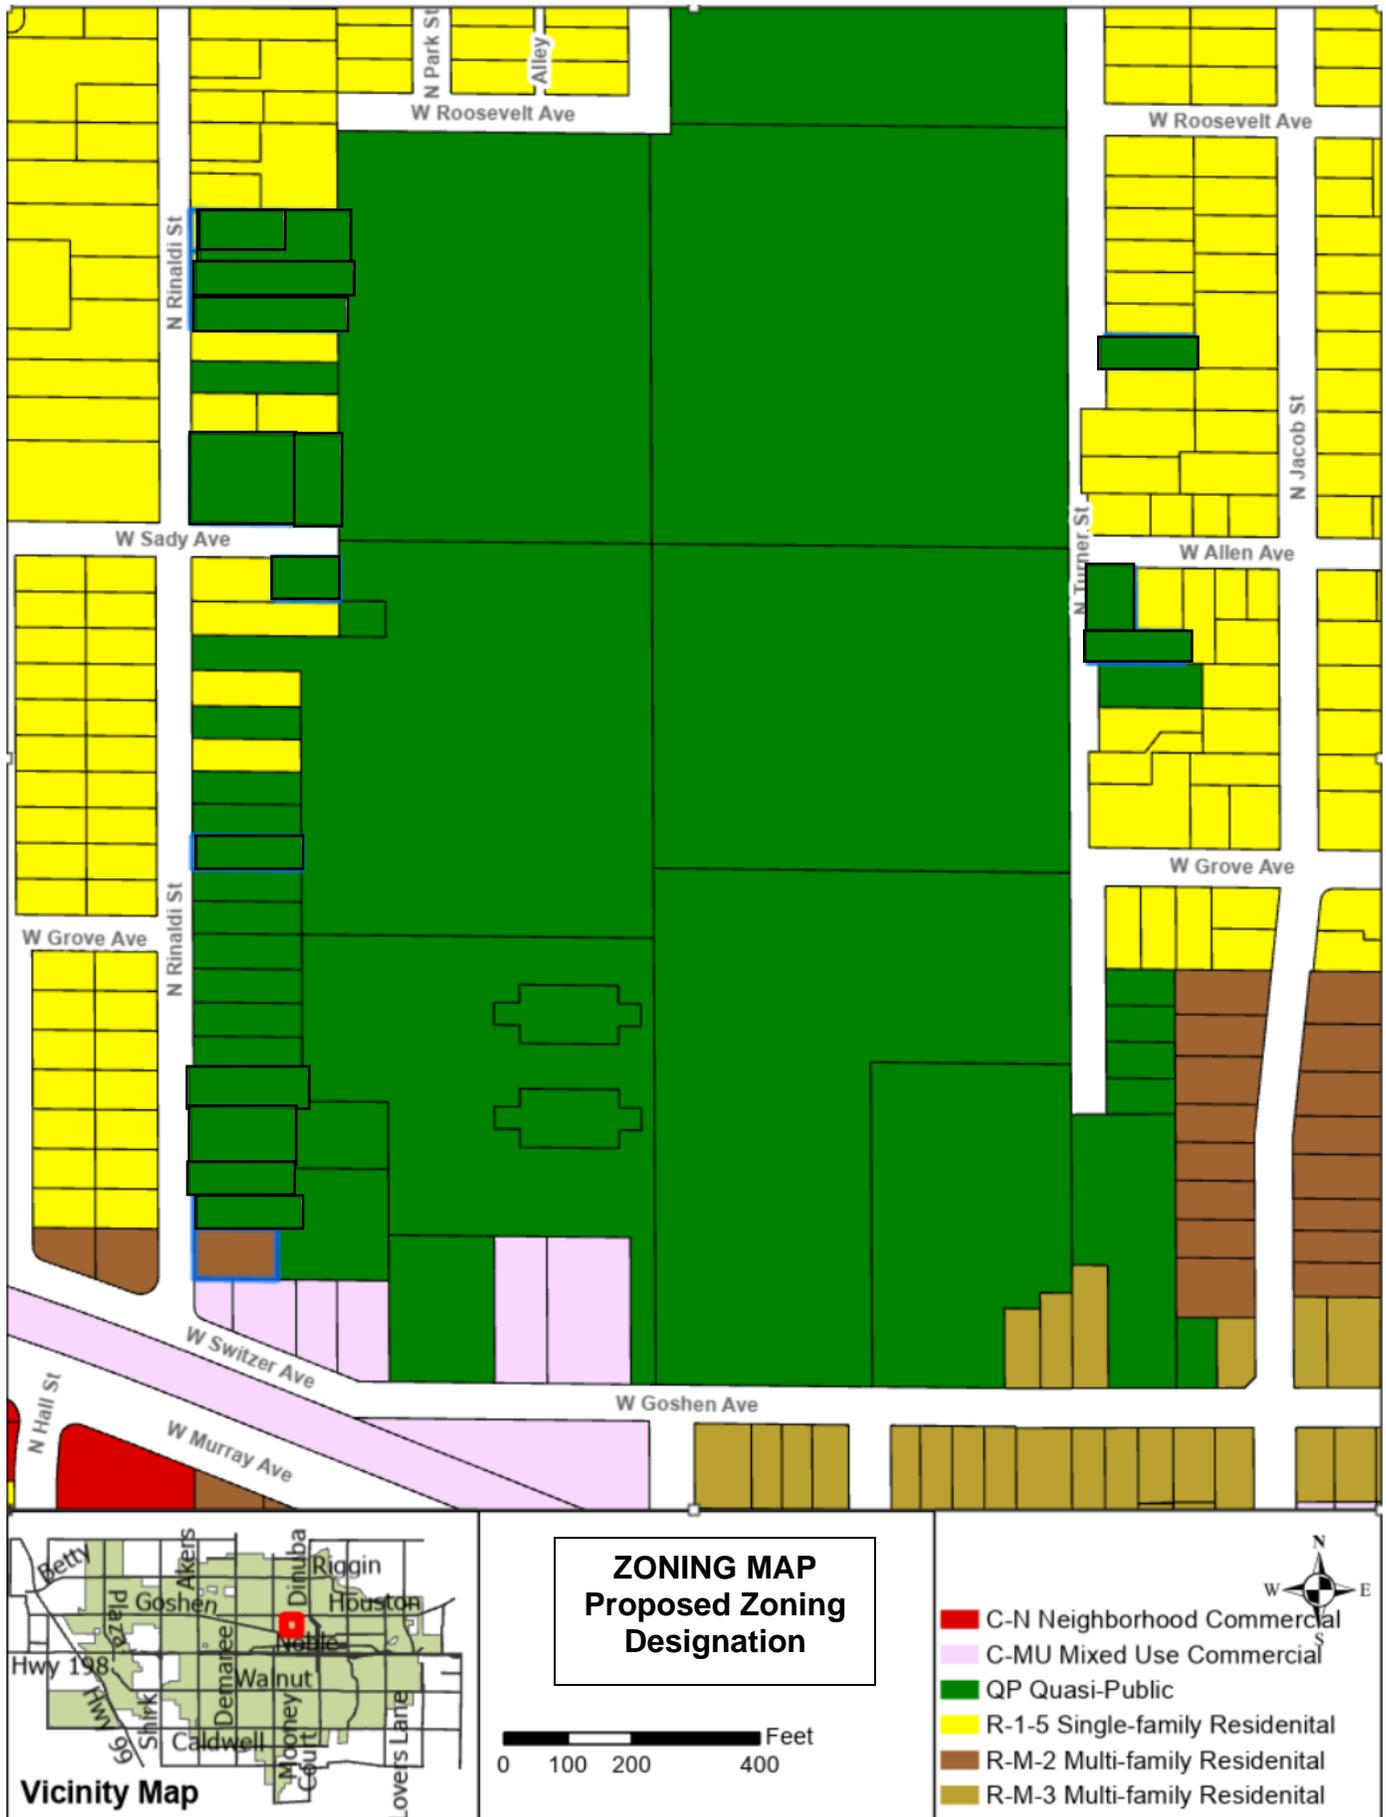 N Park St
Alley
W Roosevelt Ave
W Roosevelt Ave
N Rinaldi St
N Jacob St
W Sady Ave
N Turner St
W Allen Ave
W Grove Ave
N Rinaldi St
W Grove Ave
W Switzer Ave
N Hall St
W Goshen Ave
W Murray Ave
Betty
Akers
Dinuba
Riggin
Plaza
Goshen
Houston
Noble
Hwy 198
Demaree
Walnut
Hwy 99
Shirk
Caldwell
Mooney
Court
Lovers Lane
Vicinity Map
ZONING MAP
Proposed Zoning
Designation
Feet
0 100 200 400
N
W E
S
C-N Neighborhood Commercial
C-MU Mixed Use Commercial
QP Quasi-Public
R-1-5 Single-family Residenital
R-M-2 Multi-family Residenital
R-M-3 Multi-family Residenital